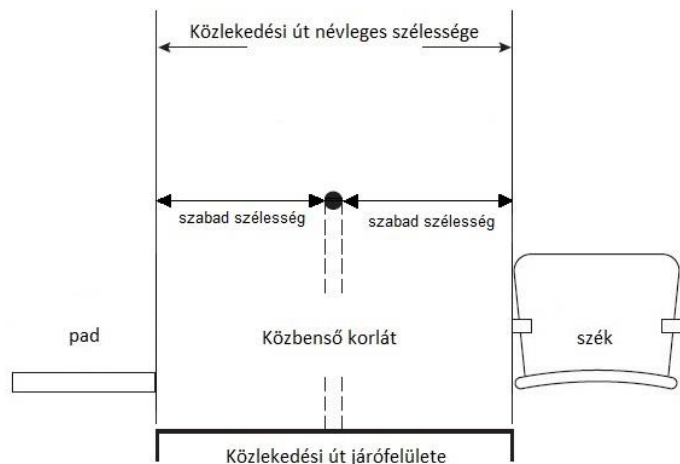 Közlekedési út névleges szélessége
szabad szélesség
szabad szélesség
pad
Közbenső korlát
szék
Közlekedési út járófelülete